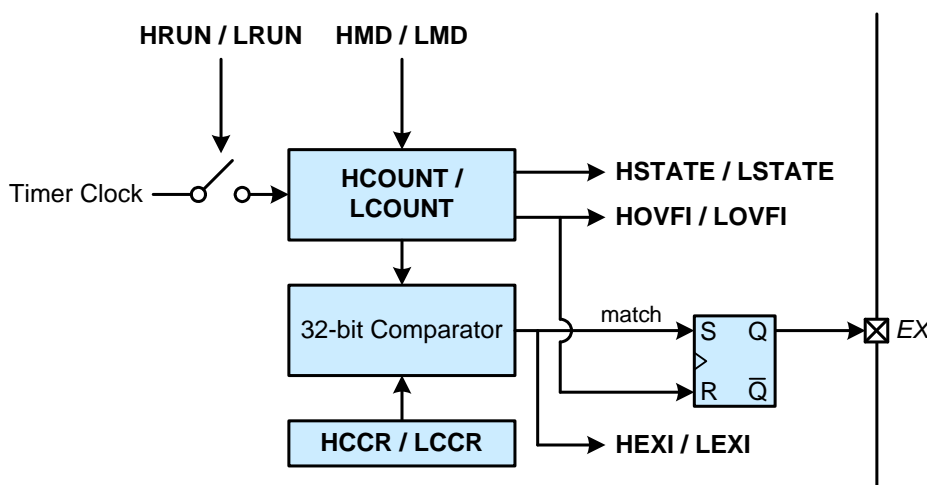 HRUN / LRUN
HMD / LMD
Timer Clock
HCOUNT /
LCOUNT
HSTATE / LSTATE
HOVFI / LOVFI
32-bit Comparator
match
S Q
R Q̅
EX
HCCR / LCCR
HEXI / LEXI